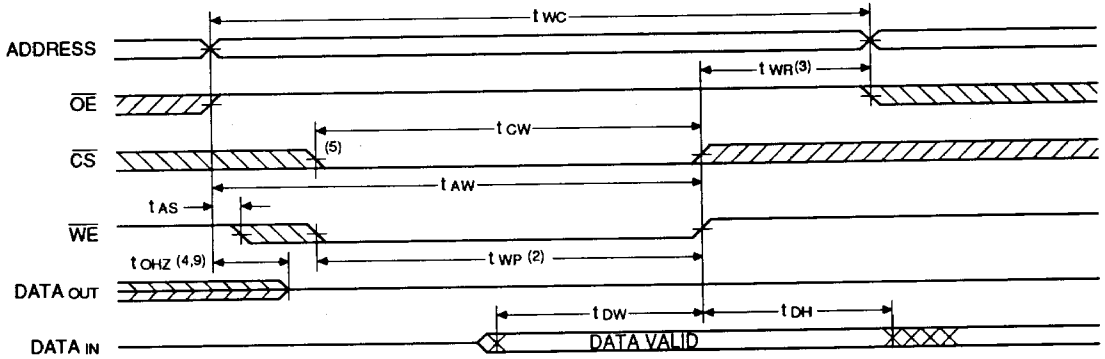 t WC
ADDRESS
t WR(3)
OE
t CW
CS
(5)
t AW
t AS
WE
t OHZ (4,9)
t WP (2)
DATA OUT
t DW
t DH
DATA IN
DATA VALID